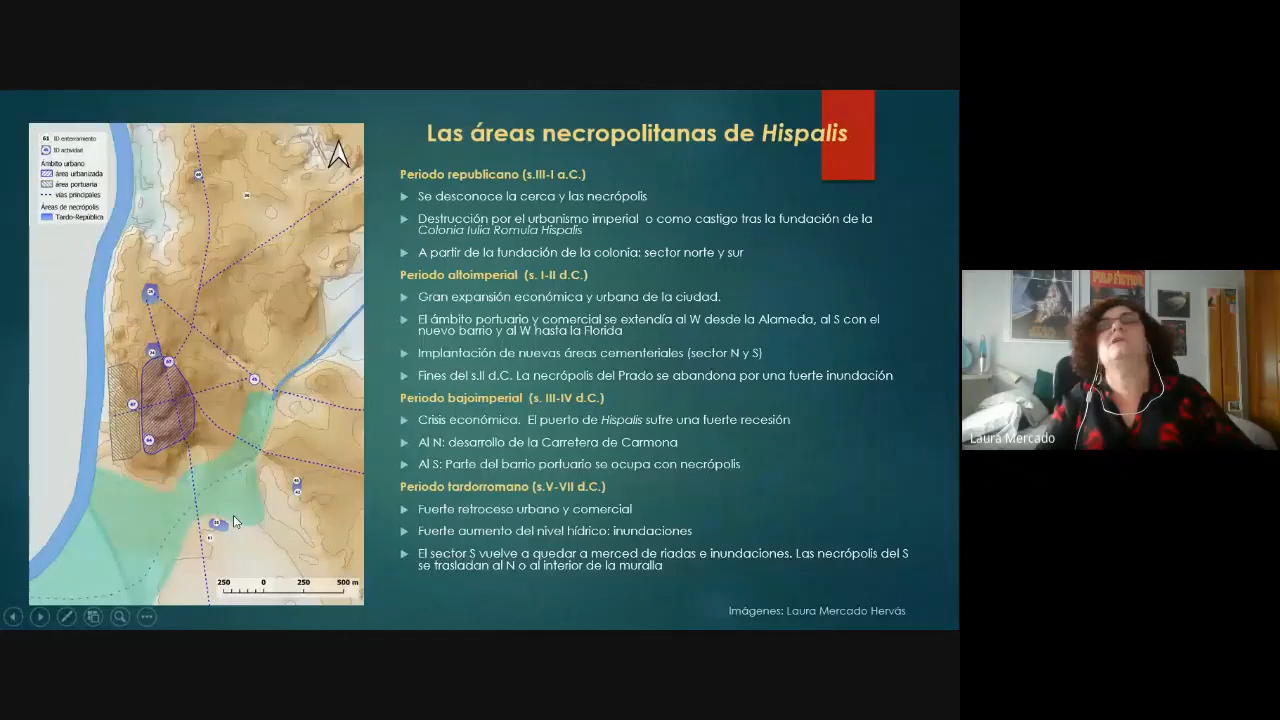 Las áreas necropolitanas de Hispalis
61 ID enterramiento
ID actividad
Ámbito urbano
área urbanizada
área portuaria
vías principales
Áreas de necrópolis
Tardo-República
250 0 250 500 m
Periodo republicano (s.III-I a.C.)
Se desconoce la cerca y las necrópolis
Destrucción por el urbanismo imperial o como castigo tras la fundación de la
Colonia Iulia Romula Hispalis
A partir de la fundación de la colonia: sector norte y sur
Periodo altoimperial (s. I-II d.C.)
Gran expansión económica y urbana de la ciudad.
El ámbito portuario y comercial se extendía al W desde la Alameda, al S con el
nuevo barrio y al W hasta la Florida
Implantación de nuevas áreas cementeriales (sector N y S)
Fines del s.II d.C. La necrópolis del Prado se abandona por una fuerte inundación
Periodo bajoimperial (s. III-IV d.C.)
Crisis económica. El puerto de Hispalis sufre una fuerte recesión
Al N: desarrollo de la Carretera de Carmona
Al S: Parte del barrio portuario se ocupa con necrópolis
Periodo tardorromano (s.V-VII d.C.)
Fuerte retroceso urbano y comercial
Fuerte aumento del nivel hídrico: inundaciones
El sector S vuelve a quedar a merced de riadas e inundaciones. Las necrópolis del S
se trasladan al N o al interior de la muralla
Imágenes: Laura Mercado Hervás
PULP FICTION
Laura Mercado